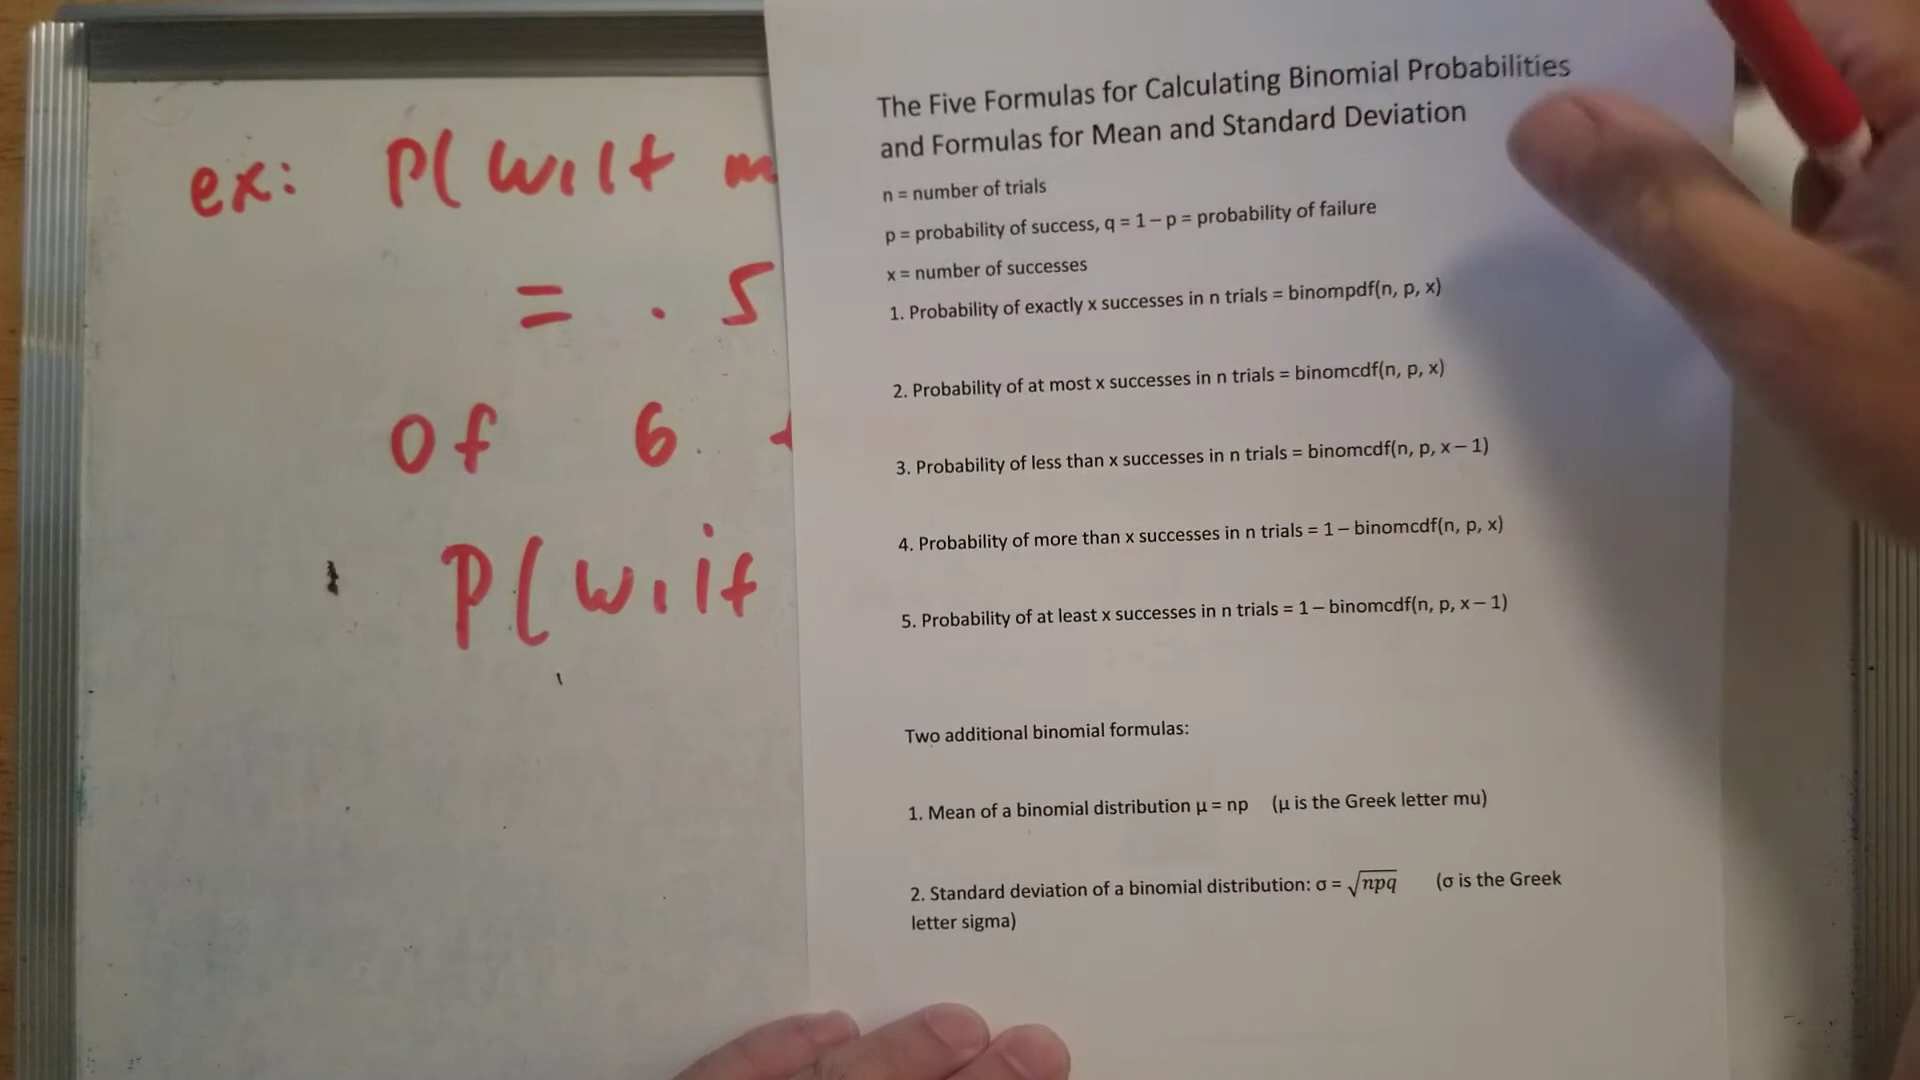 ex: P( Wilt m
= . 5
of 6
P( Wilt
The Five Formulas for Calculating Binomial Probabilities
and Formulas for Mean and Standard Deviation
n = number of trials
p = probability of success, q = 1 – p = probability of failure
x = number of successes
1. Probability of exactly x successes in n trials = binompdf(n, p, x)
2. Probability of at most x successes in n trials = binomcdf(n, p, x)
3. Probability of less than x successes in n trials = binomcdf(n, p, x – 1)
4. Probability of more than x successes in n trials = 1 – binomcdf(n, p, x)
5. Probability of at least x successes in n trials = 1 – binomcdf(n, p, x – 1)
Two additional binomial formulas:
1. Mean of a binomial distribution μ = np (μ is the Greek letter mu)
2. Standard deviation of a binomial distribution: σ = √npq (σ is the Greek
letter sigma)